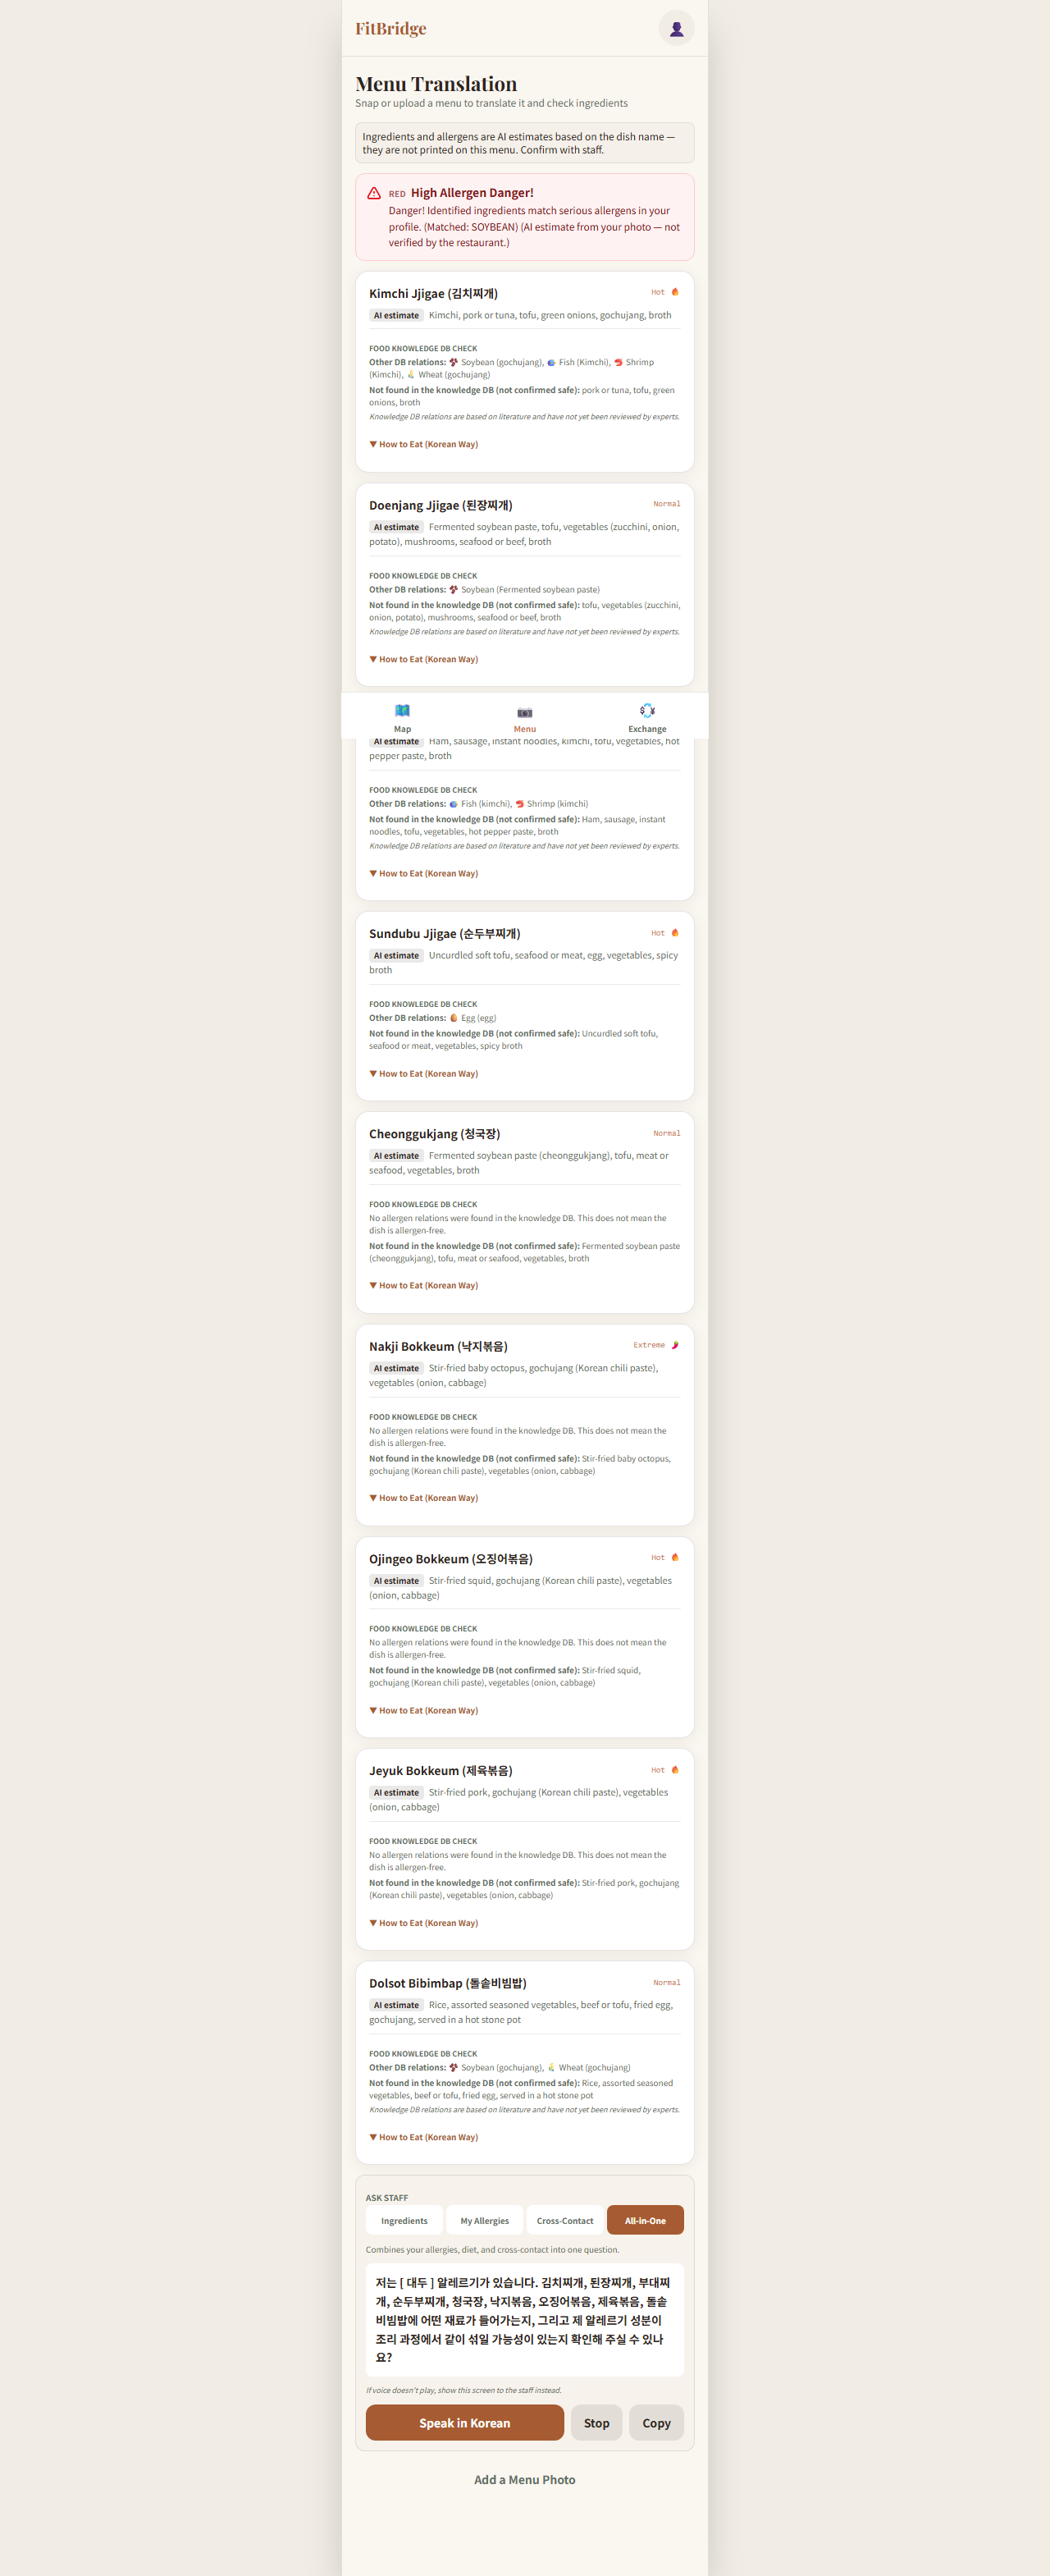 FitBridge
Menu Translation
Snap or upload a menu to translate it and check ingredients
Ingredients and allergens are AI estimates based on the dish name —
they are not printed on this menu. Confirm with staff.
RED High Allergen Danger!
Danger! Identified ingredients match serious allergens in your
profile. (Matched: SOYBEAN) (AI estimate from your photo — not
verified by the restaurant.)
Kimchi Jjigae (김치찌개) Hot
AI estimate Kimchi, pork or tuna, tofu, green onions, gochujang, broth
FOOD KNOWLEDGE DB CHECK
Other DB relations: Soybean (gochujang), Fish (Kimchi), Shrimp
(Kimchi), Wheat (gochujang)
Not found in the knowledge DB (not confirmed safe): pork or tuna, tofu, green
onions, broth
Knowledge DB relations are based on literature and have not yet been reviewed by experts.
▼ How to Eat (Korean Way)
Doenjang Jjigae (된장찌개) Normal
AI estimate Fermented soybean paste, tofu, vegetables (zucchini, onion,
potato), mushrooms, seafood or beef, broth
FOOD KNOWLEDGE DB CHECK
Other DB relations: Soybean (Fermented soybean paste)
Not found in the knowledge DB (not confirmed safe): tofu, vegetables (zucchini,
onion, potato), mushrooms, seafood or beef, broth
Knowledge DB relations are based on literature and have not yet been reviewed by experts.
▼ How to Eat (Korean Way)
Map Menu Exchange
AI estimate Ham, sausage, instant noodles, kimchi, tofu, vegetables, hot
pepper paste, broth
FOOD KNOWLEDGE DB CHECK
Other DB relations: Fish (kimchi), Shrimp (kimchi)
Not found in the knowledge DB (not confirmed safe): Ham, sausage, instant
noodles, tofu, vegetables, hot pepper paste, broth
Knowledge DB relations are based on literature and have not yet been reviewed by experts.
▼ How to Eat (Korean Way)
Sundubu Jjigae (순두부찌개) Hot
AI estimate Uncurdled soft tofu, seafood or meat, egg, vegetables, spicy
broth
FOOD KNOWLEDGE DB CHECK
Other DB relations: Egg (egg)
Not found in the knowledge DB (not confirmed safe): Uncurdled soft tofu,
seafood or meat, vegetables, spicy broth
▼ How to Eat (Korean Way)
Cheonggukjang (청국장) Normal
AI estimate Fermented soybean paste (cheonggukjang), tofu, meat or
seafood, vegetables, broth
FOOD KNOWLEDGE DB CHECK
No allergen relations were found in the knowledge DB. This does not mean the
dish is allergen-free.
Not found in the knowledge DB (not confirmed safe): Fermented soybean paste
(cheonggukjang), tofu, meat or seafood, vegetables, broth
▼ How to Eat (Korean Way)
Nakji Bokkeum (낙지볶음) Extreme
AI estimate Stir-fried baby octopus, gochujang (Korean chili paste),
vegetables (onion, cabbage)
FOOD KNOWLEDGE DB CHECK
No allergen relations were found in the knowledge DB. This does not mean the
dish is allergen-free.
Not found in the knowledge DB (not confirmed safe): Stir-fried baby octopus,
gochujang (Korean chili paste), vegetables (onion, cabbage)
▼ How to Eat (Korean Way)
Ojingeo Bokkeum (오징어볶음) Hot
AI estimate Stir-fried squid, gochujang (Korean chili paste), vegetables
(onion, cabbage)
FOOD KNOWLEDGE DB CHECK
No allergen relations were found in the knowledge DB. This does not mean the
dish is allergen-free.
Not found in the knowledge DB (not confirmed safe): Stir-fried squid,
gochujang (Korean chili paste), vegetables (onion, cabbage)
▼ How to Eat (Korean Way)
Jeyuk Bokkeum (제육볶음) Hot
AI estimate Stir-fried pork, gochujang (Korean chili paste), vegetables
(onion, cabbage)
FOOD KNOWLEDGE DB CHECK
No allergen relations were found in the knowledge DB. This does not mean the
dish is allergen-free.
Not found in the knowledge DB (not confirmed safe): Stir-fried pork, gochujang
(Korean chili paste), vegetables (onion, cabbage)
▼ How to Eat (Korean Way)
Dolsot Bibimbap (돌솥비빔밥) Normal
AI estimate Rice, assorted seasoned vegetables, beef or tofu, fried egg,
gochujang, served in a hot stone pot
FOOD KNOWLEDGE DB CHECK
Other DB relations: Soybean (gochujang), Wheat (gochujang)
Not found in the knowledge DB (not confirmed safe): Rice, assorted seasoned
vegetables, beef or tofu, fried egg, served in a hot stone pot
Knowledge DB relations are based on literature and have not yet been reviewed by experts.
▼ How to Eat (Korean Way)
ASK STAFF
Ingredients My Allergies Cross-Contact All-in-One
Combines your allergies, diet, and cross-contact into one question.
저는 [ 대두 ] 알레르기가 있습니다. 김치찌개, 된장찌개, 부대찌
개, 순두부찌개, 청국장, 낙지볶음, 오징어볶음, 제육볶음, 돌솥
비빔밥에 어떤 재료가 들어가는지, 그리고 제 알레르기 성분이
조리 과정에서 같이 섞일 가능성이 있는지 확인해 주실 수 있나
요?
If voice doesn't play, show this screen to the staff instead.
Speak in Korean Stop Copy
Add a Menu Photo